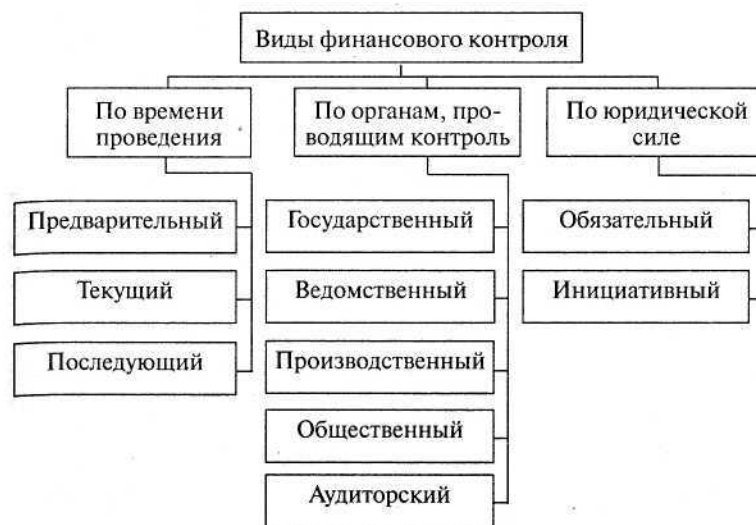 Виды финансового контроля
По времени
проведения
По органам, про-
водящим контроль
По юридической
силе
Предварительный
Текущий
Последующий
Государственный
Ведомственный
Производственный
Общественный
Аудиторский
Обязательный
Инициативный